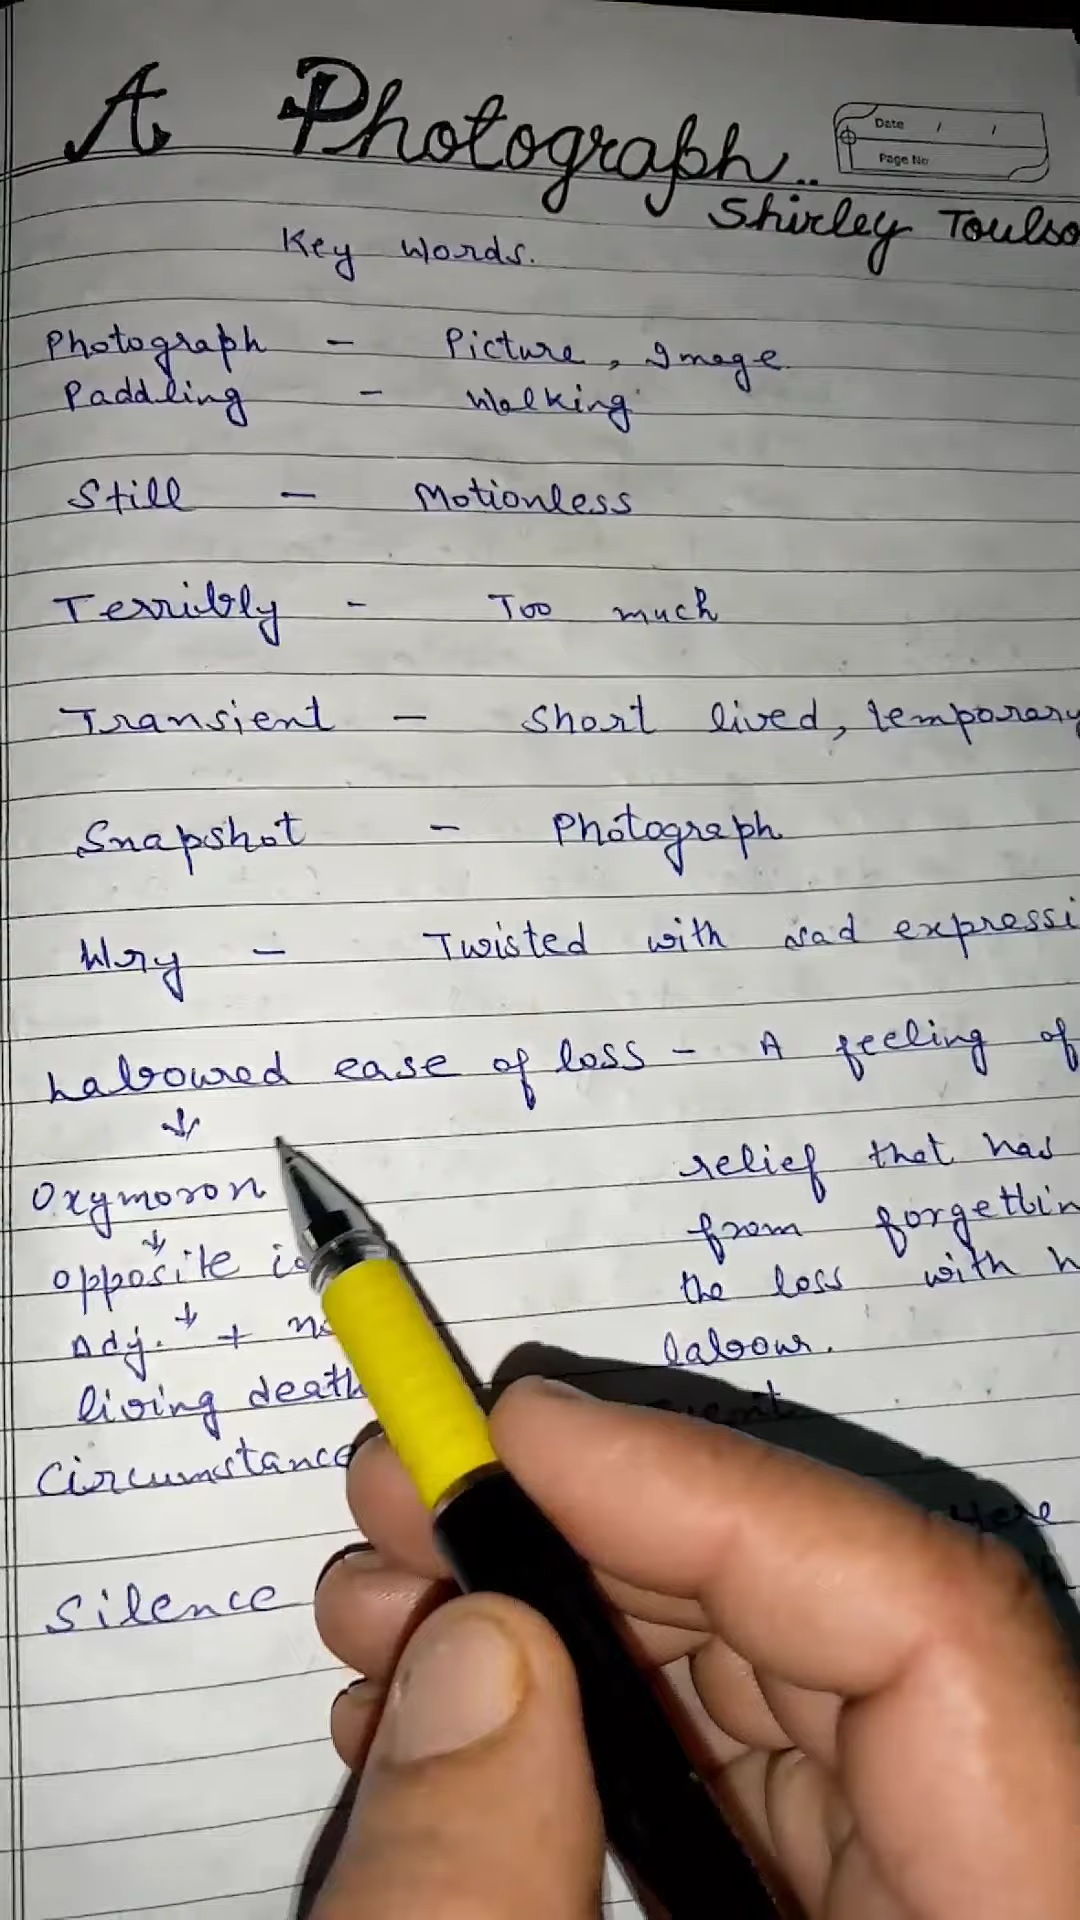 A Photograph..
Date / /
Page No
Shirley Toulso
Key Words.
Photograph - Picture, Image
Paddling - Walking
Still - Motionless
Terribly - Too much
Transient - Short lived, temporary
Snapshot - Photograph
Wry - Twisted with sad expressi
Laboured ease of loss - A feeling of
relief that has
Oxymoron
from forgettin
opposite
the loss with
Adj. +
labour.
living death
Circumstance
Here
Silence